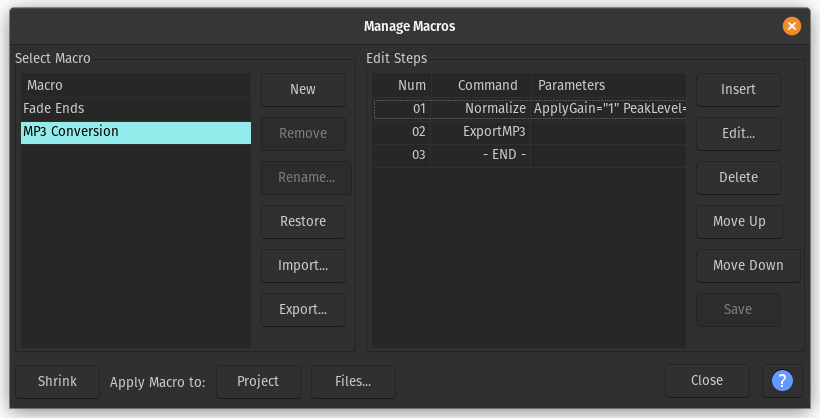 Manage Macros
Select Macro
Macro
Fade Ends
MP3 Conversion
New
Remove
Rename...
Restore
Import...
Export...
Edit Steps
Num Command Parameters
01 Normalize ApplyGain="1" PeakLevel=
02 ExportMP3
03 - END -
Insert
Edit...
Delete
Move Up
Move Down
Save
Shrink Apply Macro to: Project Files... Close ?